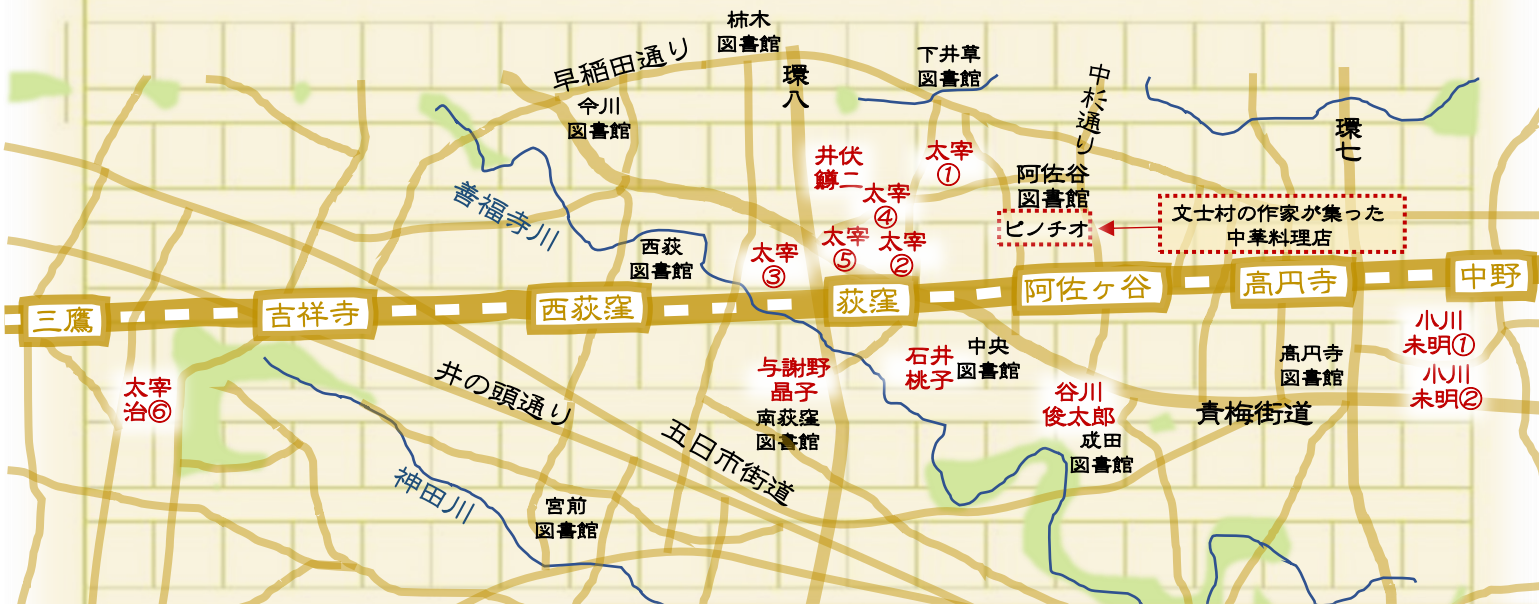 柿木
図書館
早稲田通り
今川
図書館
環八
下井草
図書館
中杉通り
環七
井伏
鱒二
太宰
①
太宰
④
阿佐谷
図書館
ピノチオ
文士村の作家が集った
中華料理店
善福寺川
西荻
図書館
太宰
③
太宰
⑤
太宰
②
三鷹
吉祥寺
西荻窪
荻窪
阿佐ヶ谷
高円寺
中野
太宰
治⑥
井の頭通り
五日市街道
与謝野
晶子
南荻窪
図書館
石井
桃子
中央
図書館
谷川
俊太郎
成田
図書館
高円寺
図書館
青梅街道
小川
未明①
小川
未明②
神田川
宮前
図書館